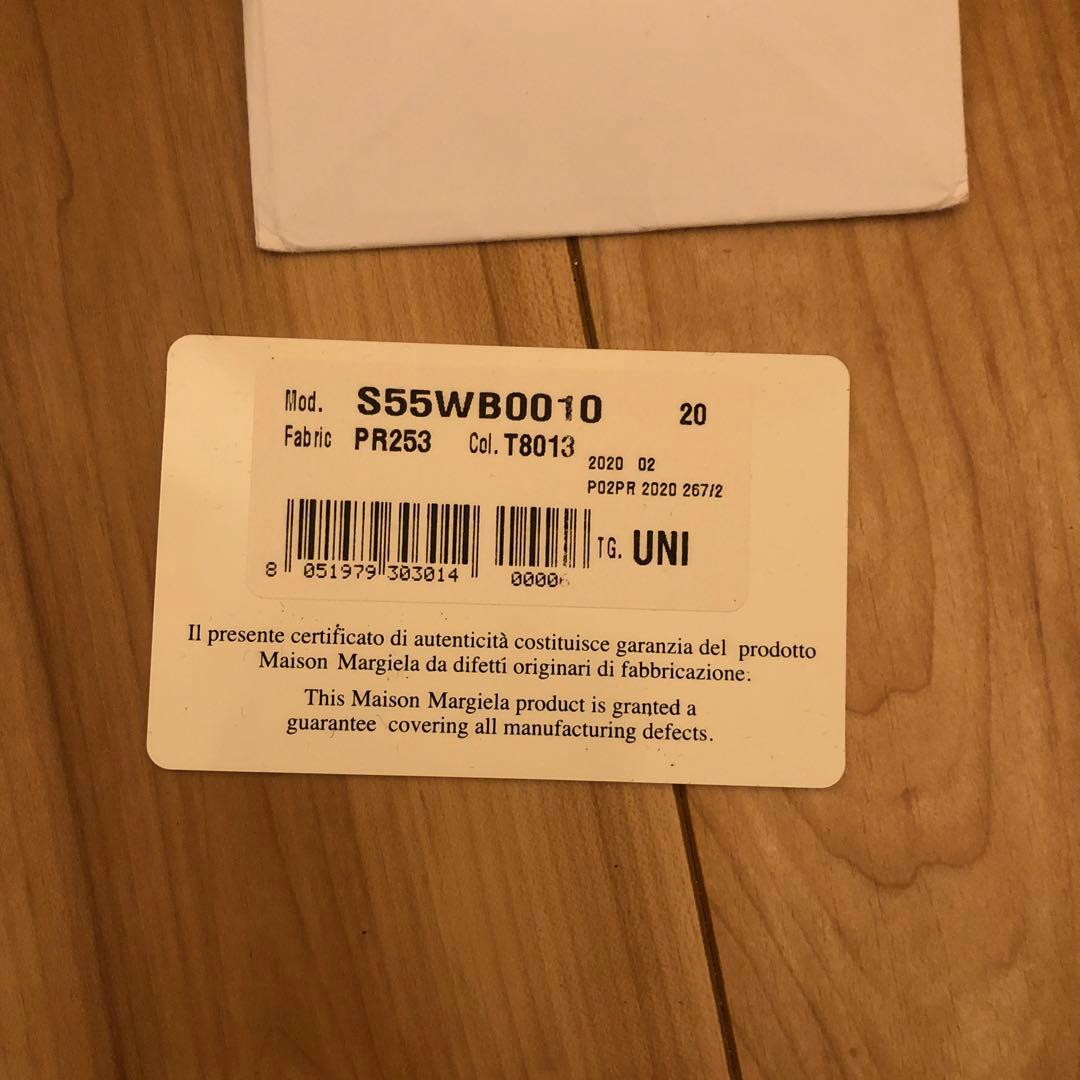 Mod. S55WB0010 20
Fabric PR253 Col. T8013
2020 02
P02PR 2020 267/2
TG. UNI
8 051979 303014
Il presente certificato di autenticità costituisce garanzia del prodotto
Maison Margiela da difetti originari di fabbricazione.
This Maison Margiela product is granted a
guarantee covering all manufacturing defects.